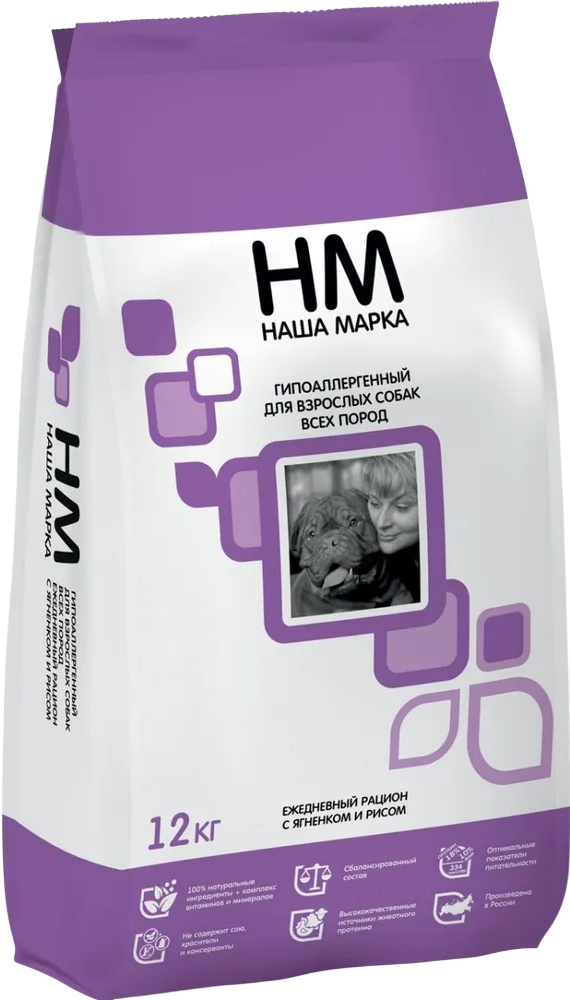 НМ
НАША МАРКА
ГИПОАЛЛЕРГЕННЫЙ
ДЛЯ ВЗРОСЛЫХ СОБАК
ВСЕХ ПОРОД
ЕЖЕДНЕВНЫЙ РАЦИОН
С ЯГНЕНКОМ И РИСОМ
12КГ
100% натуральные
ингредиенты + комплекс
витаминов и минералов
Сбалансированный
состав
334
Оптимальные
показатели
питательности
Не содержит сою,
красители
и консерванты
Высококачественные
источники животного
протеина
Произведено
в России
НМ
НАША МАРКА
ГИПОАЛЛЕРГЕННЫЙ
ДЛЯ ВЗРОСЛЫХ СОБАК
ВСЕХ ПОРОД
ЕЖЕДНЕВНЫЙ РАЦИОН
С ЯГНЕНКОМ И РИСОМ